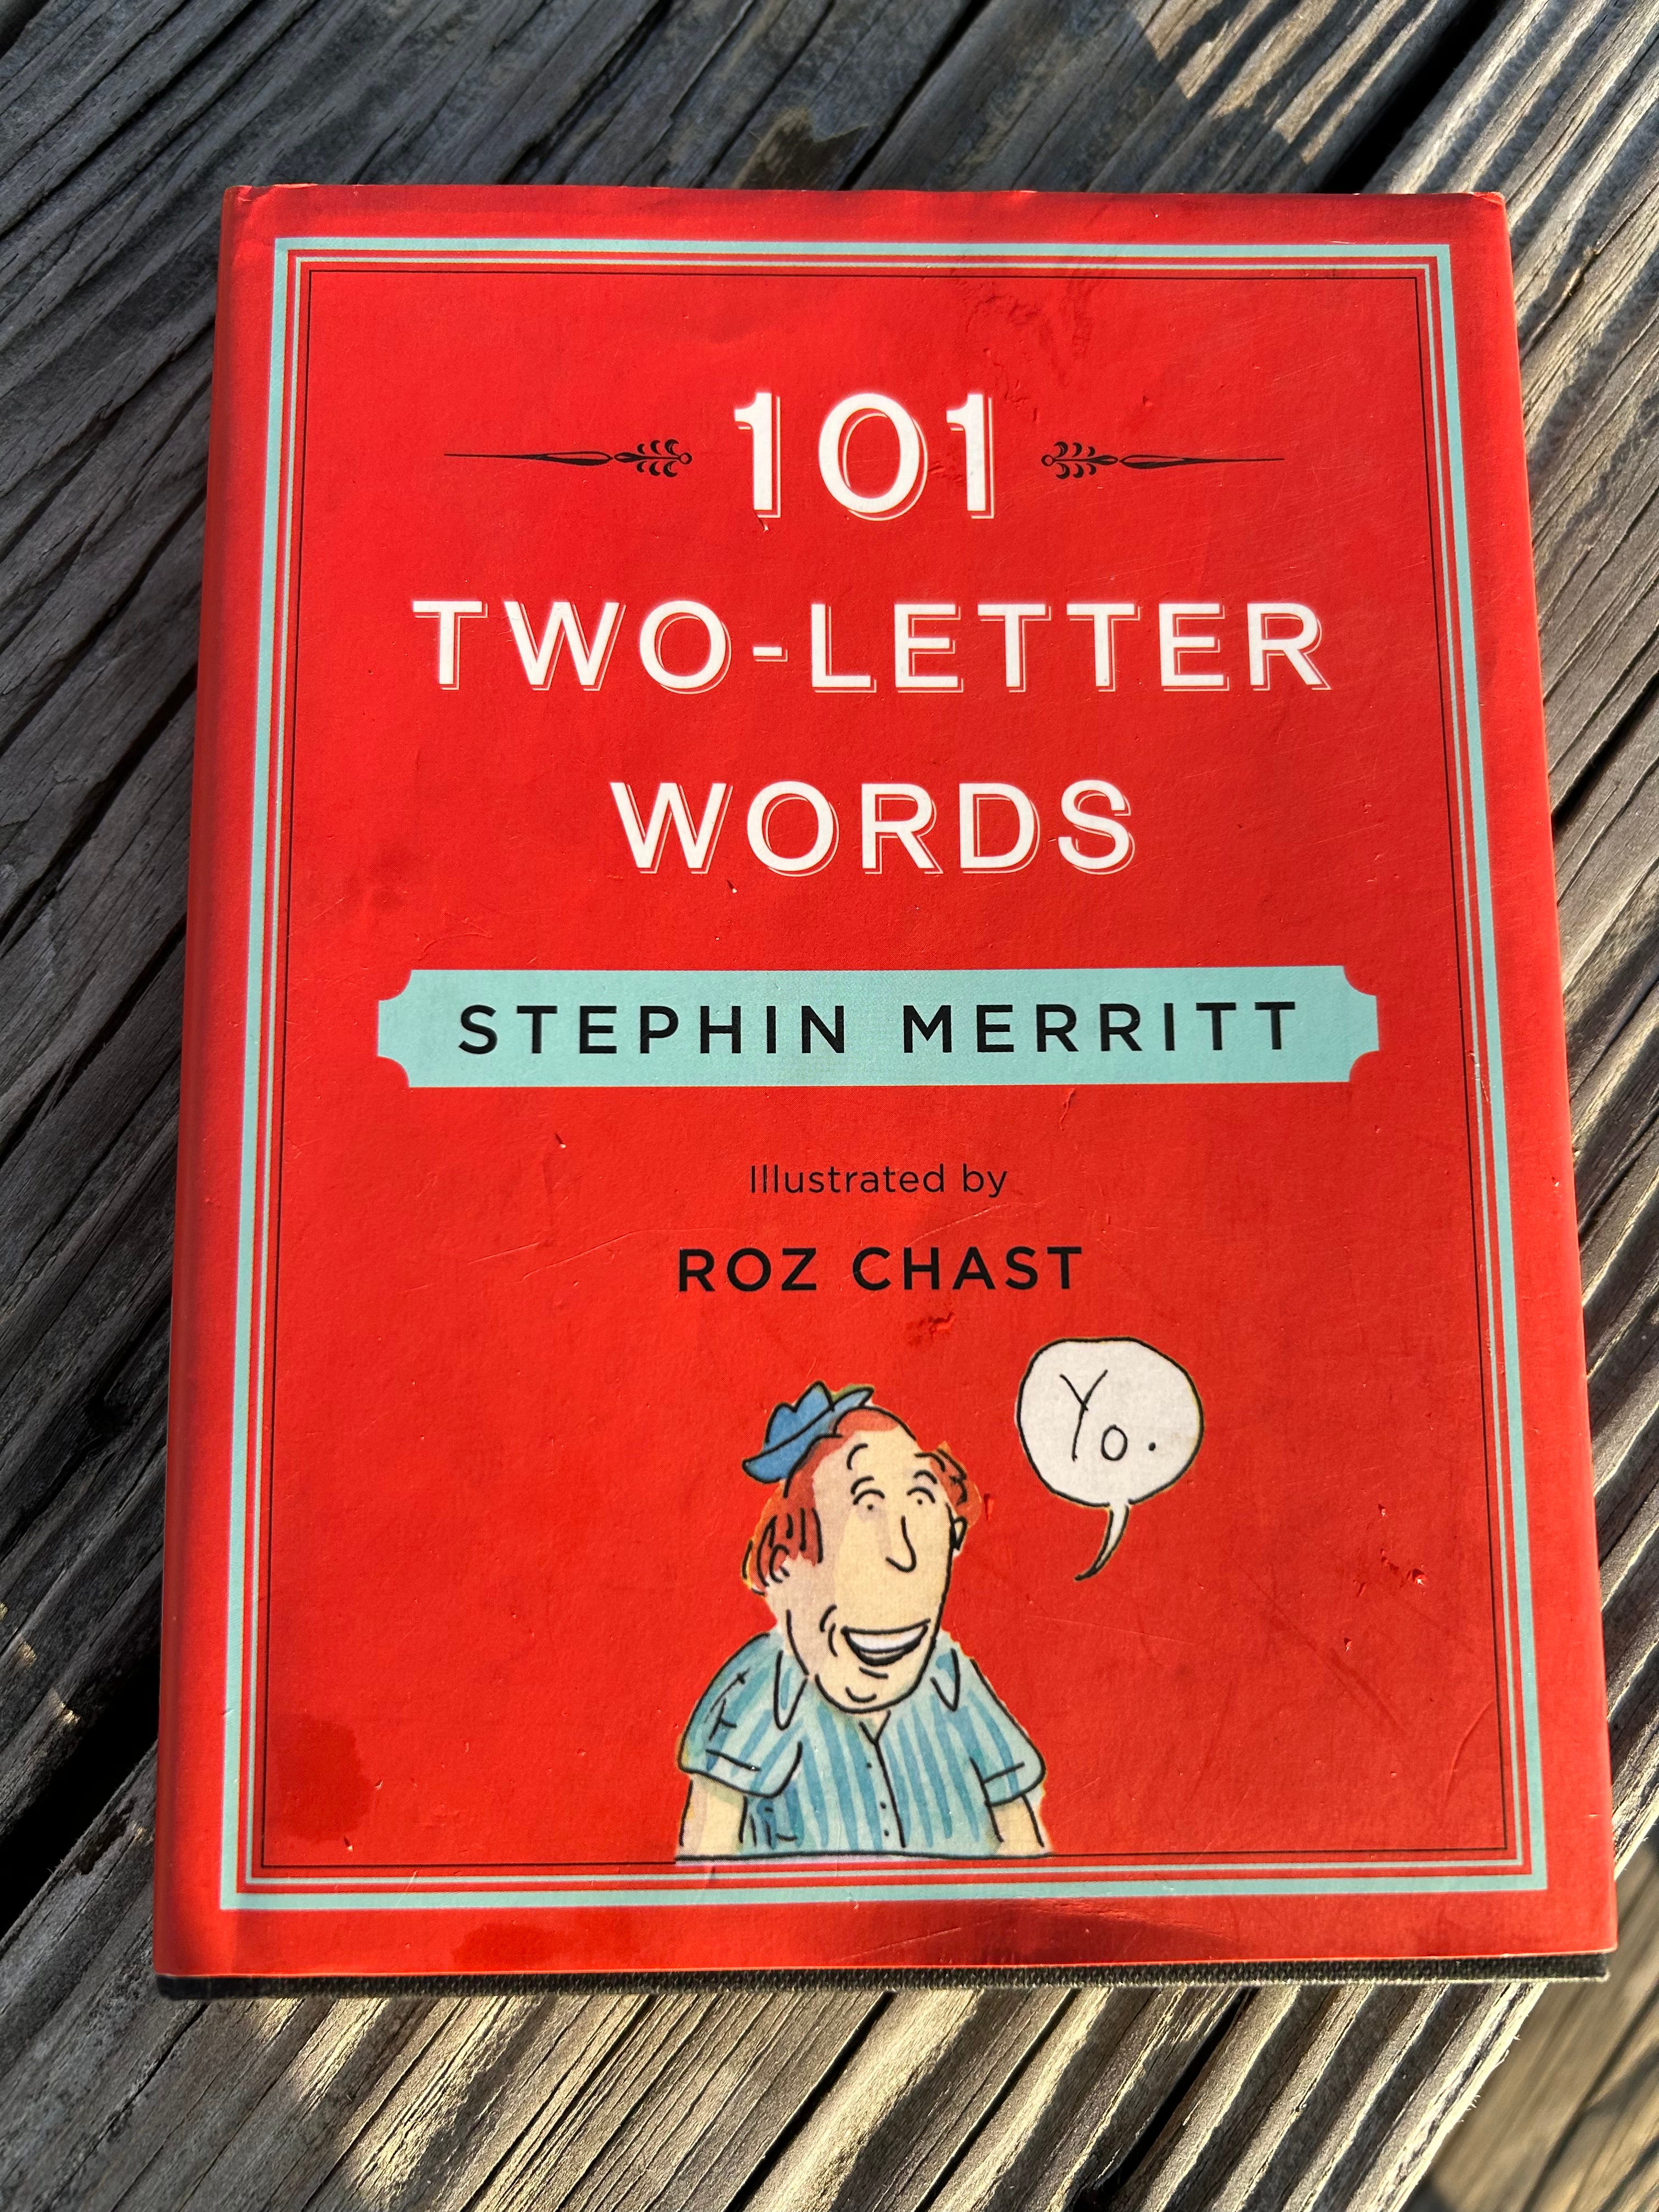 101
TWO-LETTER
WORDS
STEPHIN MERRITT
Illustrated by
ROZ CHAST
Yo.